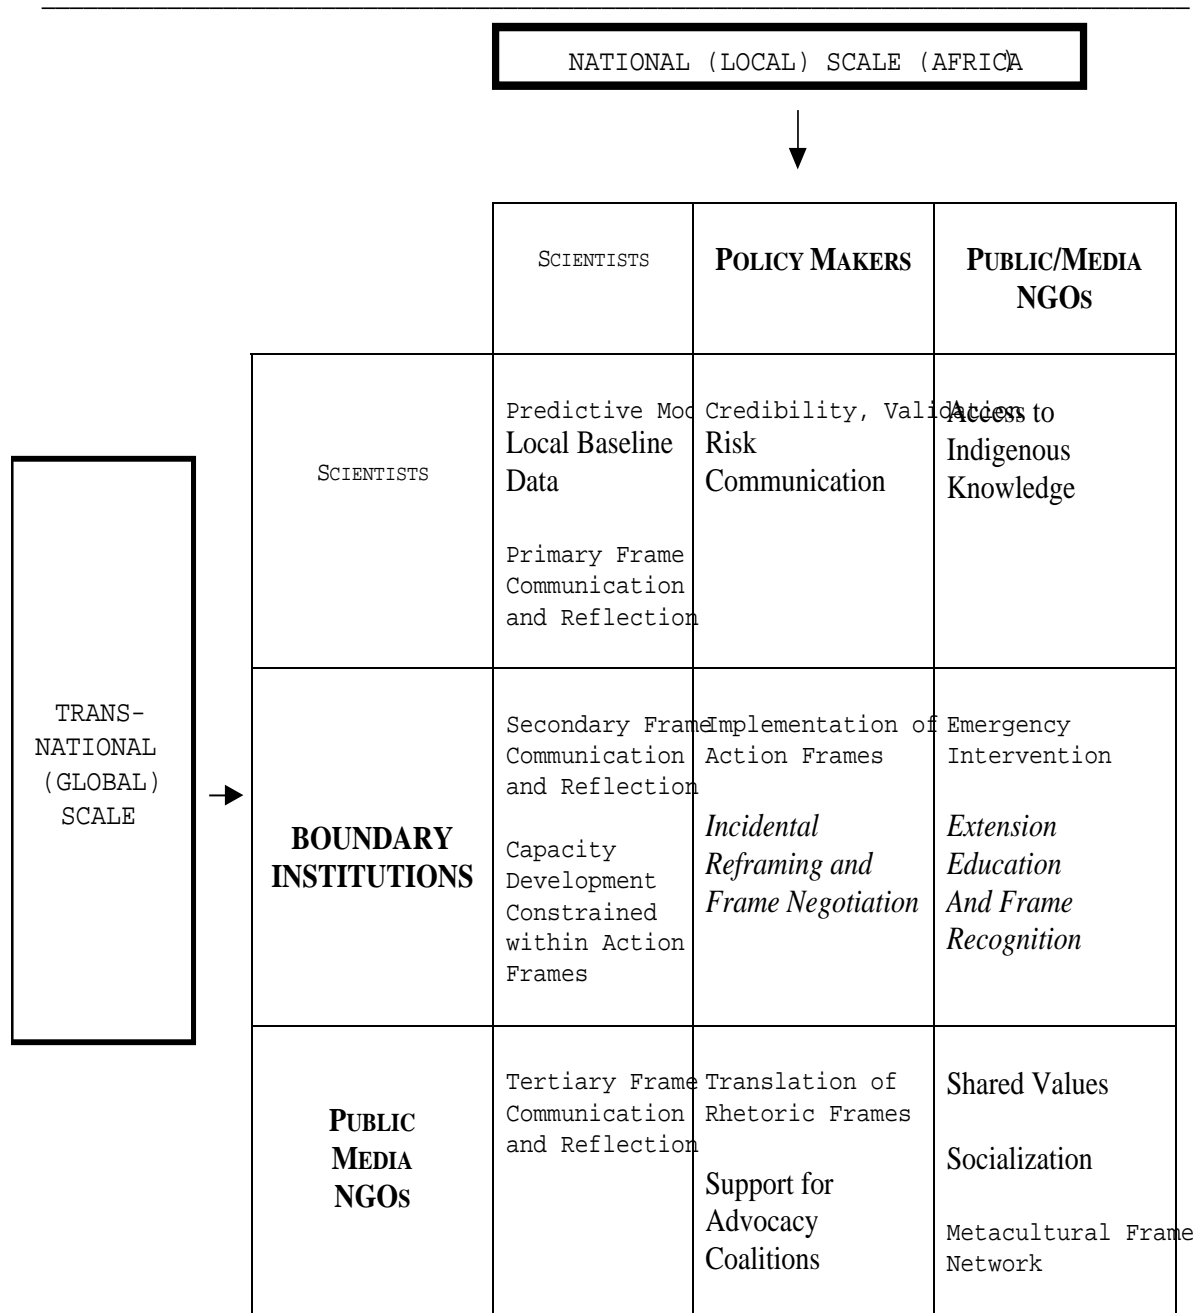 NATIONAL (LOCAL) SCALE (AFRICA)
SCIENTISTS
POLICY MAKERS
PUBLIC/MEDIA
NGOS
TRANS-
NATIONAL
(GLOBAL)
SCALE
SCIENTISTS
Predictive Mod
Local Baseline
Data
Primary Frame
Communication
and Reflection
Credibility, Validation
Risk
Communication
Access to
Indigenous
Knowledge
BOUNDARY
INSTITUTIONS
Secondary Frame
Communication
and Reflection
Capacity
Development
Constrained
within Action
Frames
Implementation of
Action Frames
Incidental
Reframing and
Frame Negotiation
Emergency
Intervention
Extension
Education
And Frame
Recognition
PUBLIC
MEDIA
NGOS
Tertiary Frame
Communication
and Reflection
Translation of
Rhetoric Frames
Support for
Advocacy
Coalitions
Shared Values
Socialization
Metacultural Frame
Network